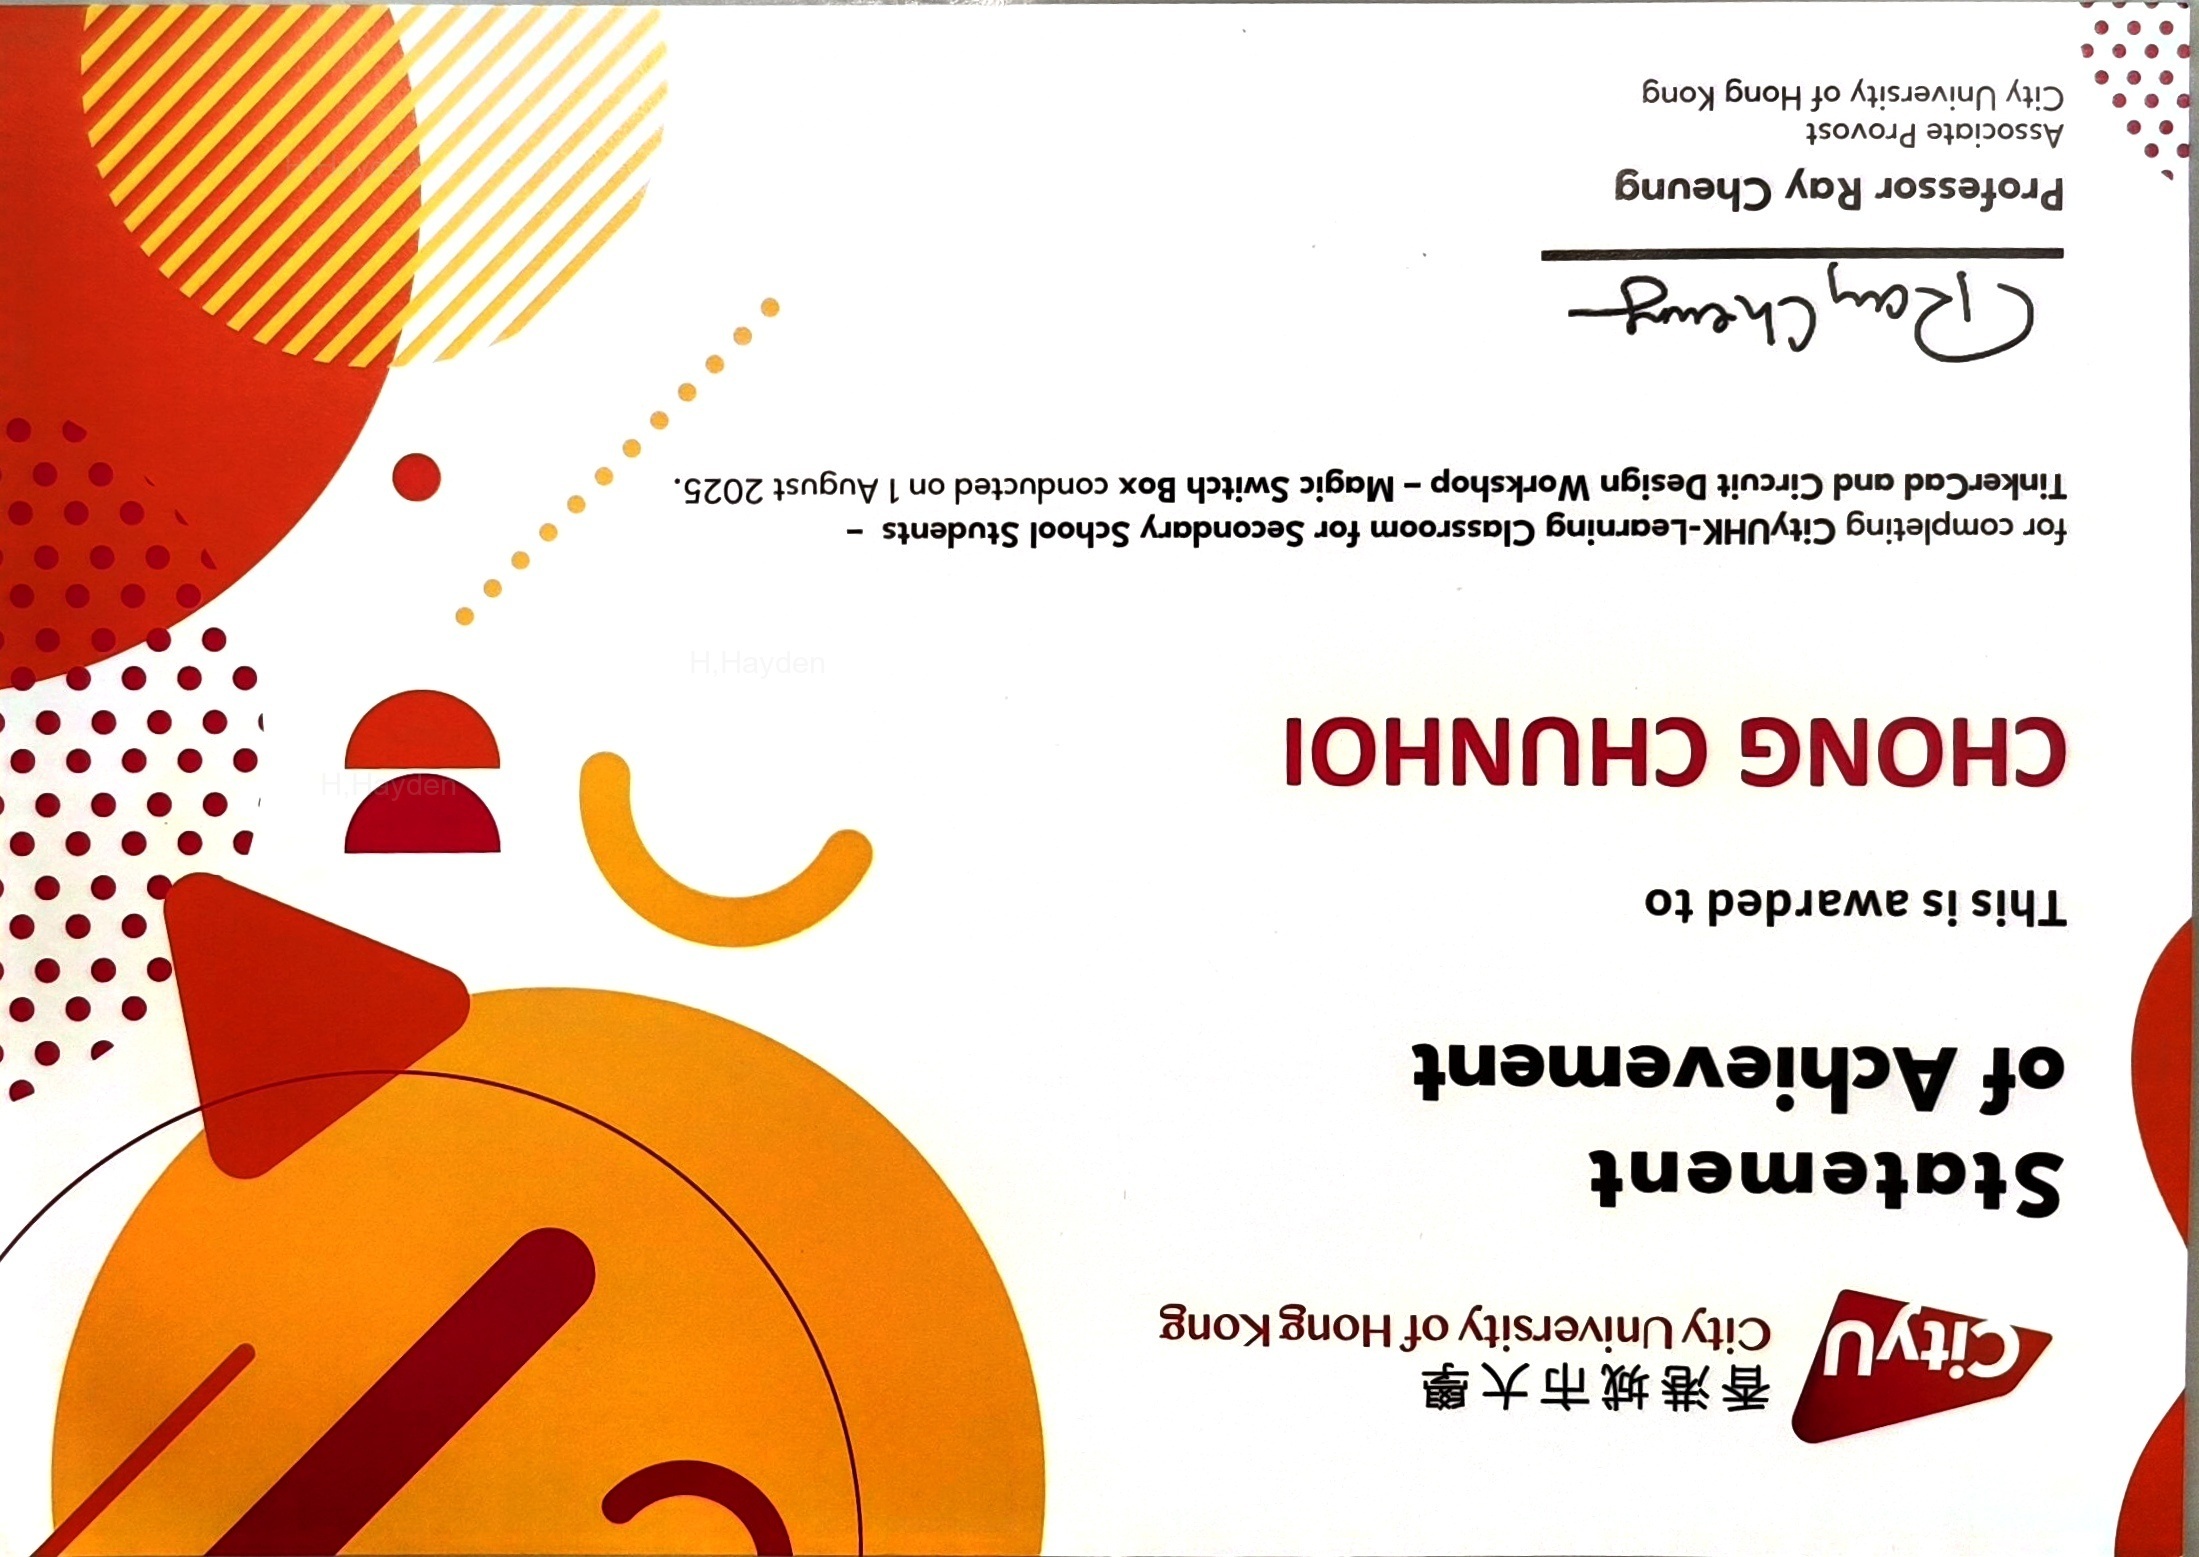 CityU
香港城市大學
City University of Hong Kong
Statement
of Achievement
This is awarded to
CHONG CHUNHOI
H.Hayden
H.Hayden
for completing CityUHK-Learning Classroom for Secondary School Students –
TinkerCad and Circuit Design Workshop – Magic Switch Box conducted on 1 August 2025.
Ray Cheung
Professor Ray Cheung
Associate Provost
City University of Hong Kong